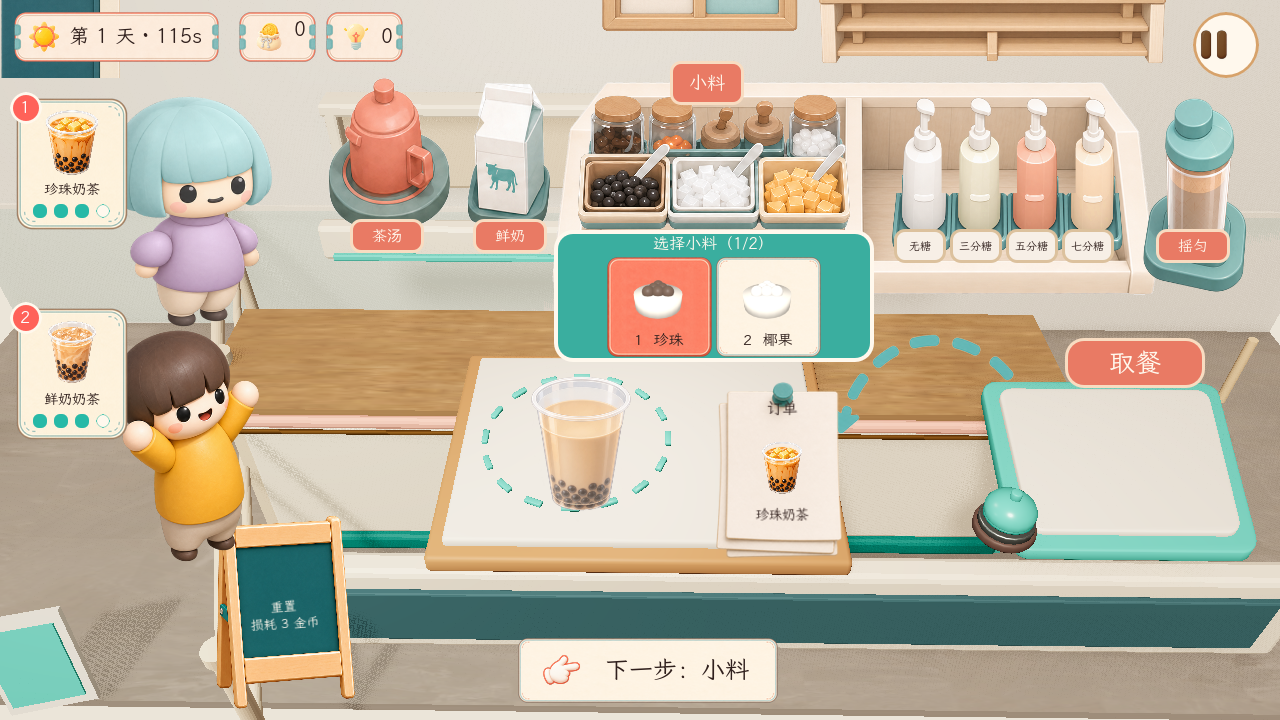 第 1 天·115s
0
0
小料
1
珍珠奶茶
茶汤
鲜奶
无糖
三分糖
五分糖
七分糖
摇匀
选择小料（1/2）
1 珍珠
2 椰果
2
鲜奶奶茶
取餐
订单
珍珠奶茶
重置
损耗 3 金币
下一步：小料